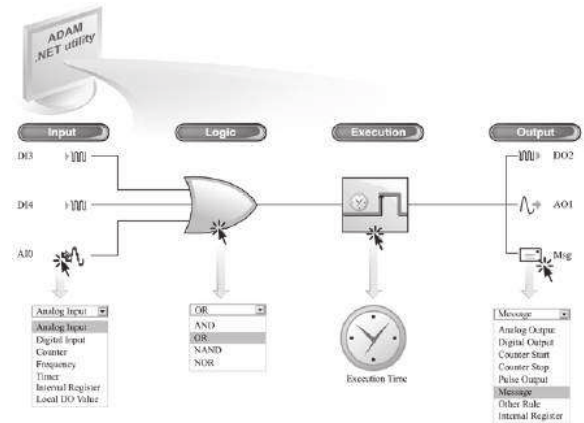 ADAM
.NET utility
Input
Logic
Execution
Output
DI3
DO2
DI4
AO1
AI0
Msg
Analog Input
Analog Input
Digital Input
Counter
Frequency
Timer
Internal Register
Local DO Value
OR
AND
OR
NAND
NOR
Execution Time
Message
Analog Output
Digital Output
Counter Start
Counter Stop
Pulse Output
Message
Other Rule
Internal Register